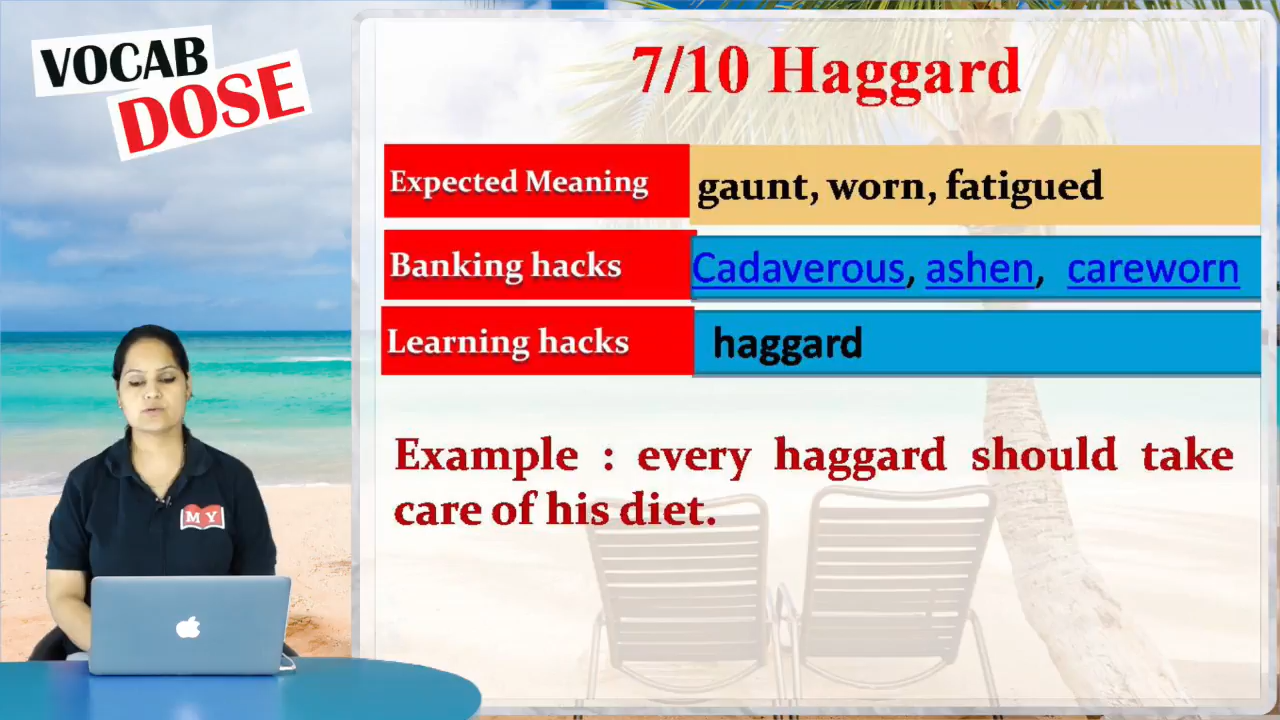 VOCAB
DOSE
7/10 Haggard
Expected Meaning
gaunt, worn, fatigued
Banking hacks
Cadaverous, ashen, careworn
Learning hacks
haggard
Example : every haggard should take
care of his diet.
MY